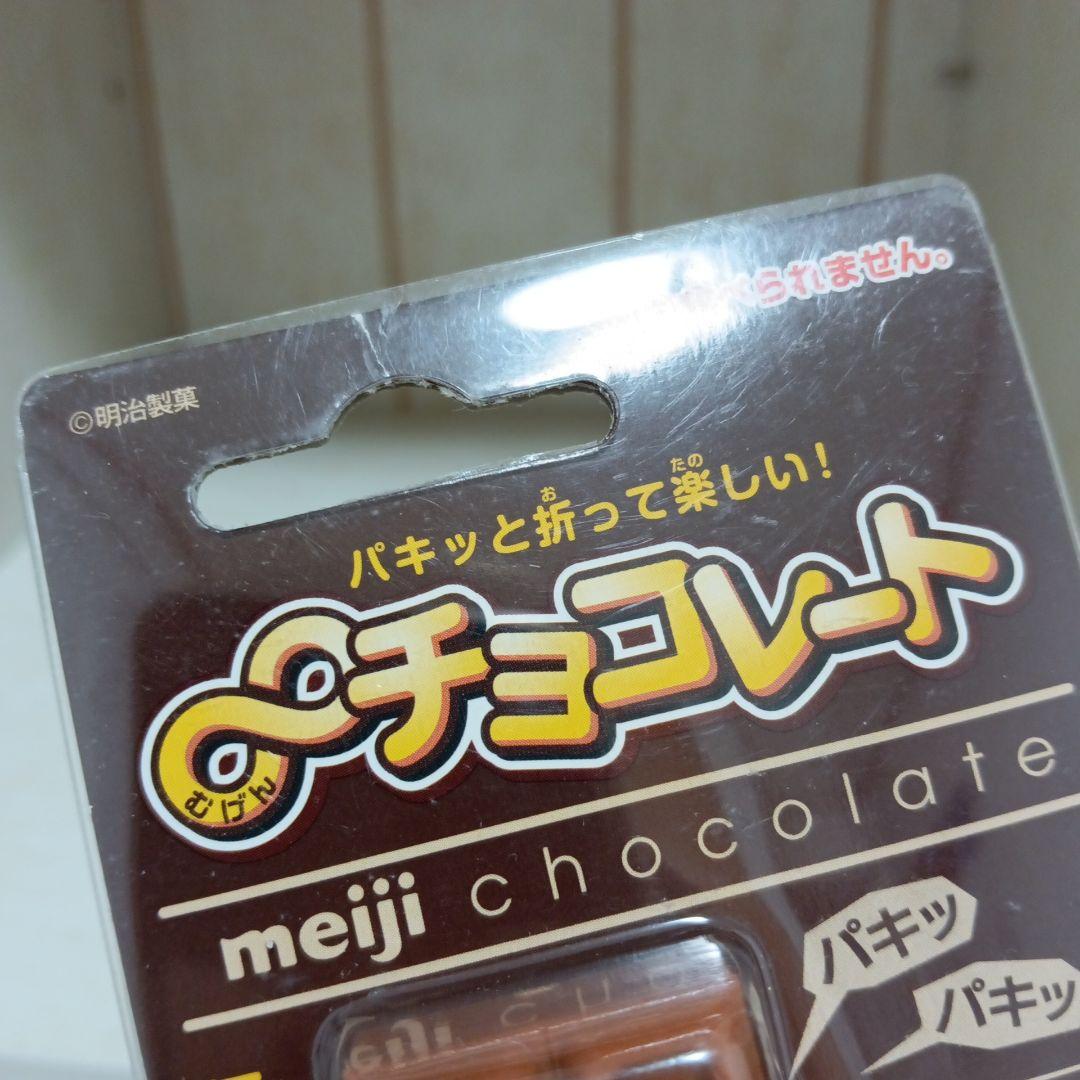 られません。
©明治製菓
パキッと折って楽しい!
お たの
∞チョコレート
むげん
meiji chocolate
パキッ
パキッ